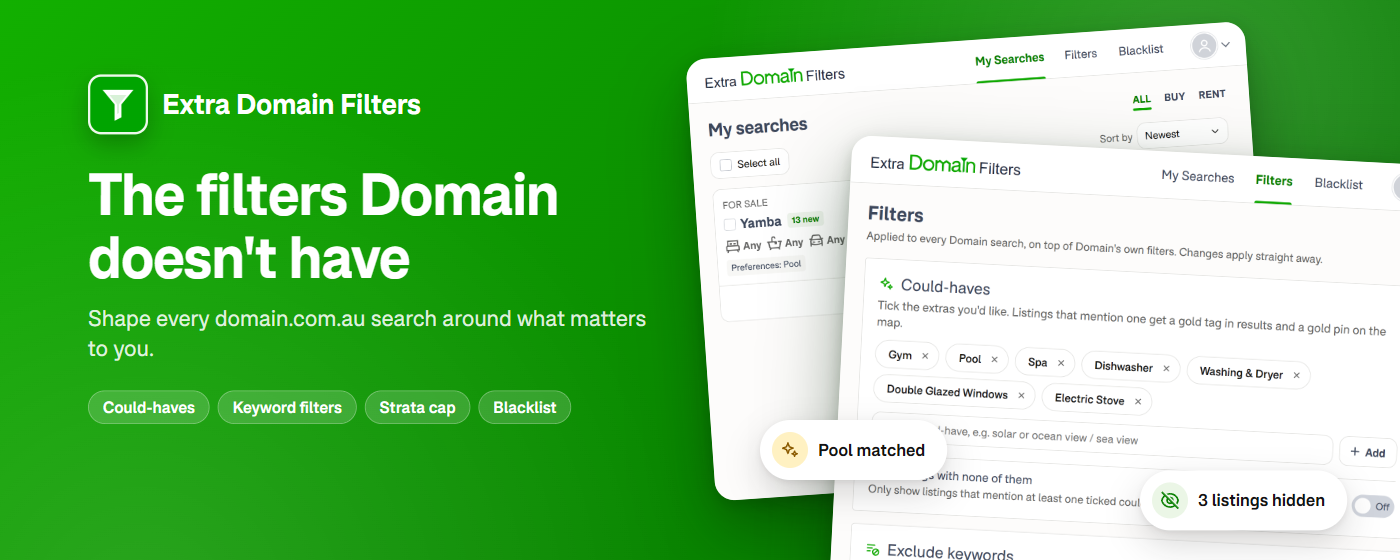 Extra Domain Filters
The filters Domain
doesn't have
Shape every domain.com.au search around what matters
to you.
Could-haves
Keyword filters
Strata cap
Blacklist
Extra Domain Filters
My Searches
Filters
Blacklist
My searches
ALL
BUY
RENT
Sort by
Newest
Select all
FOR SALE
Yamba
13 new
Any
Any
Any
Preferences: Pool
Extra Domain Filters
My Searches
Filters
Blacklist
Filters
Applied to every Domain search, on top of Domain's own filters. Changes apply straight away.
Could-haves
Tick the extras you'd like. Listings that mention one get a gold tag in results and a gold pin on the
map.
Gym ×
Pool ×
Spa ×
Dishwasher ×
Washing & Dryer ×
Double Glazed Windows ×
Electric Stove ×
-have, e.g. solar or ocean view / sea view
+ Add
Pool matched
with none of them
Only show listings that mention at least one ticked
Off
3 listings hidden
Exclude keywords